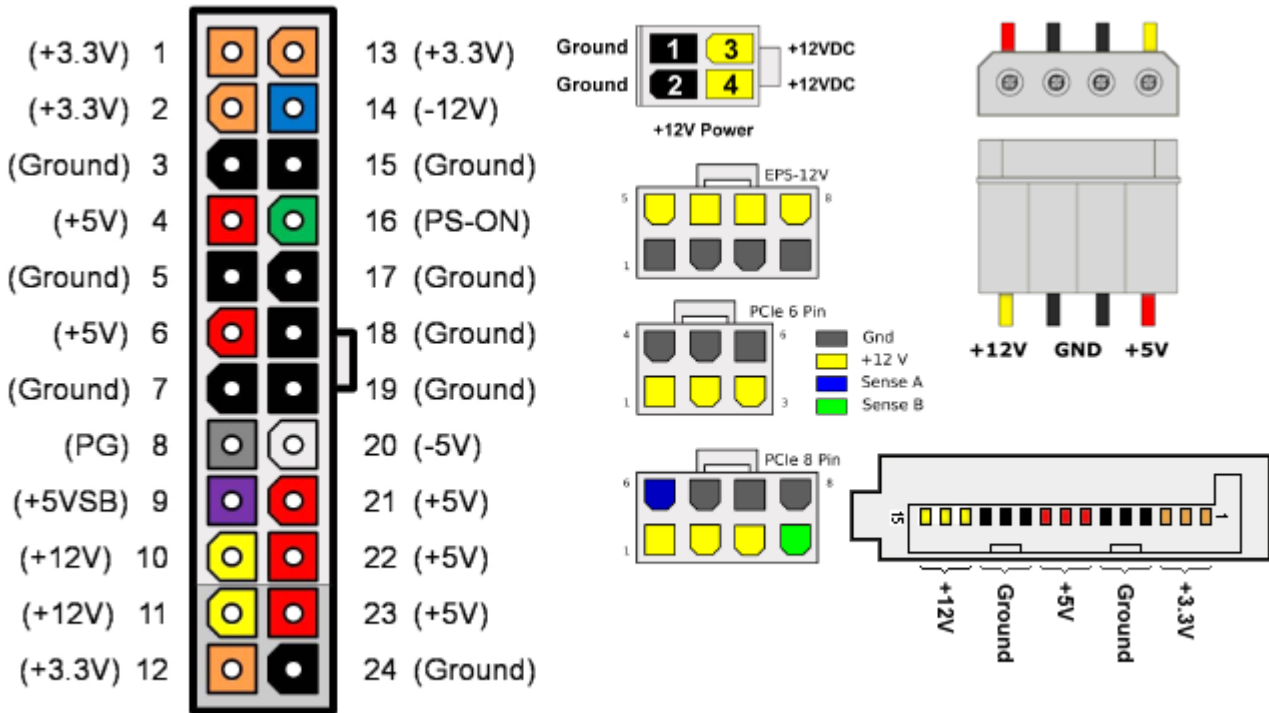 (+3.3V) 1
13 (+3.3V)
(+3.3V) 2
14 (-12V)
(Ground) 3
15 (Ground)
(+5V) 4
16 (PS-ON)
(Ground) 5
17 (Ground)
(+5V) 6
18 (Ground)
(Ground) 7
19 (Ground)
(PG) 8
20 (-5V)
(+5VSB) 9
21 (+5V)
(+12V) 10
22 (+5V)
(+12V) 11
23 (+5V)
(+3.3V) 12
24 (Ground)
Ground 1 3 +12VDC
Ground 2 4 +12VDC
+12V Power
EPS-12V
5 8
1
PCIe 6 Pin
4 6
1 3
Gnd
+12 V
Sense A
Sense B
PCIe 8 Pin
6 8
1
+12V GND +5V
15 1
+12V
Ground
+5V
Ground
+3.3V